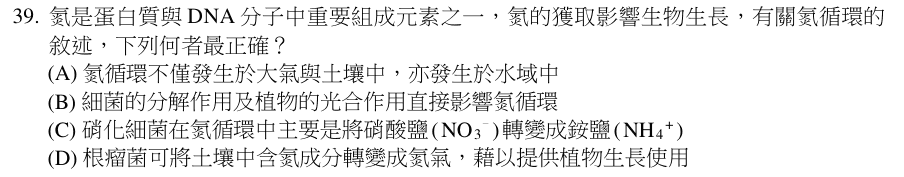 39. 氮是蛋白質與 DNA 分子中重要組成元素之一，氮的獲取影響生物生長，有關氮循環的
敘述，下列何者最正確？
(A) 氮循環不僅發生於大氣與土壤中，亦發生於水域中
(B) 細菌的分解作用及植物的光合作用直接影響氮循環
(C) 硝化細菌在氮循環中主要是將硝酸鹽(NO₃⁻)轉變成銨鹽(NH₄⁺)
(D) 根瘤菌可將土壤中含氮成分轉變成氮氣，藉以提供植物生長使用